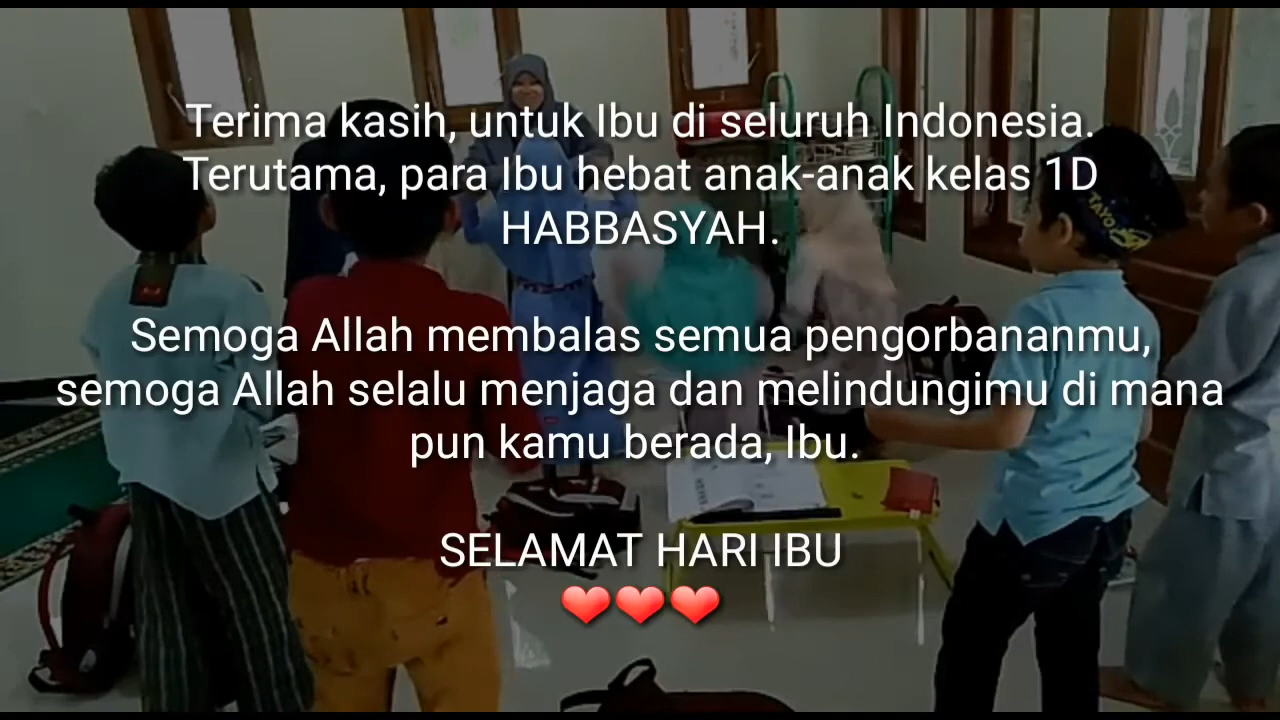 Terima kasih, untuk Ibu di seluruh Indonesia.
Terutama, para Ibu hebat anak-anak kelas 1D
HABBASYAH.
Semoga Allah membalas semua pengorbananmu,
semoga Allah selalu menjaga dan melindungimu di mana
pun kamu berada, Ibu.
SELAMAT HARI IBU
❤❤❤
TAYO